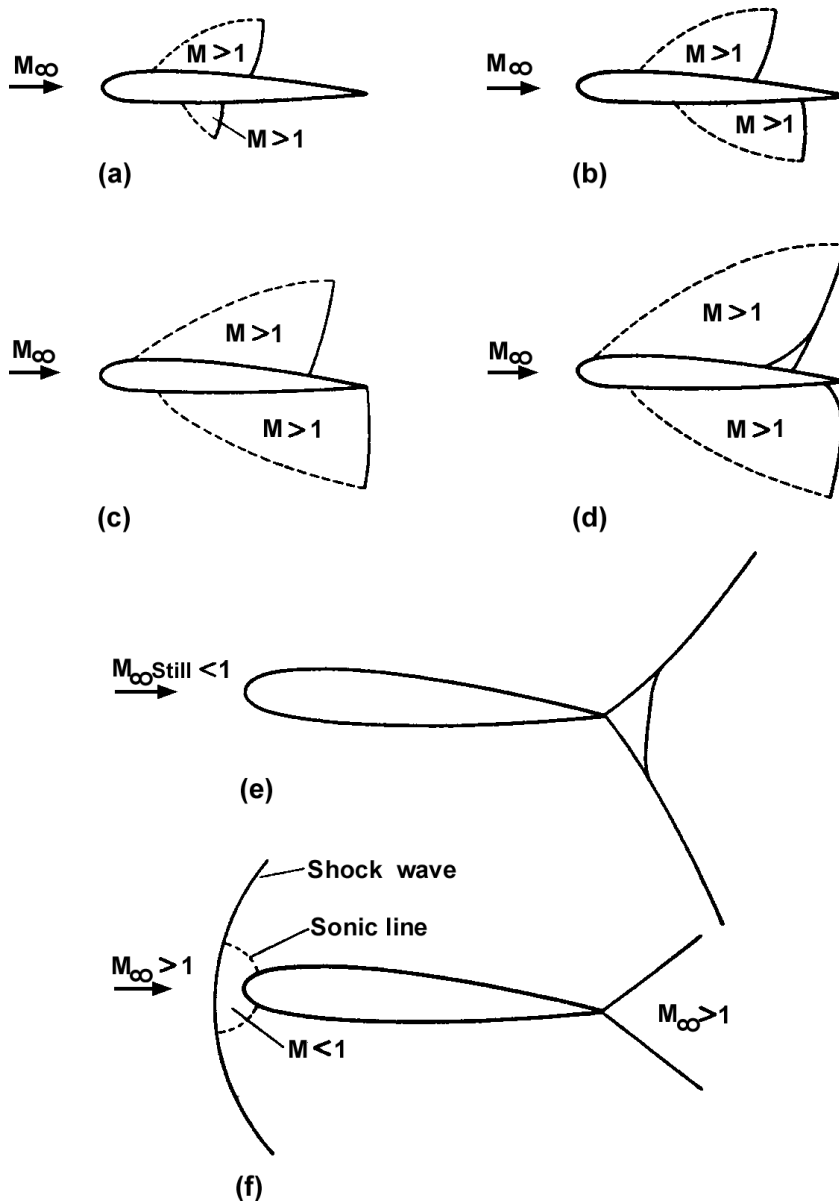 M∞
M > 1
M > 1
(a)
M∞
M > 1
M > 1
(b)
M∞
M > 1
M > 1
(c)
M∞
M > 1
M > 1
(d)
M∞ Still < 1
(e)
Shock wave
Sonic line
M∞ > 1
M < 1
M∞ > 1
(f)